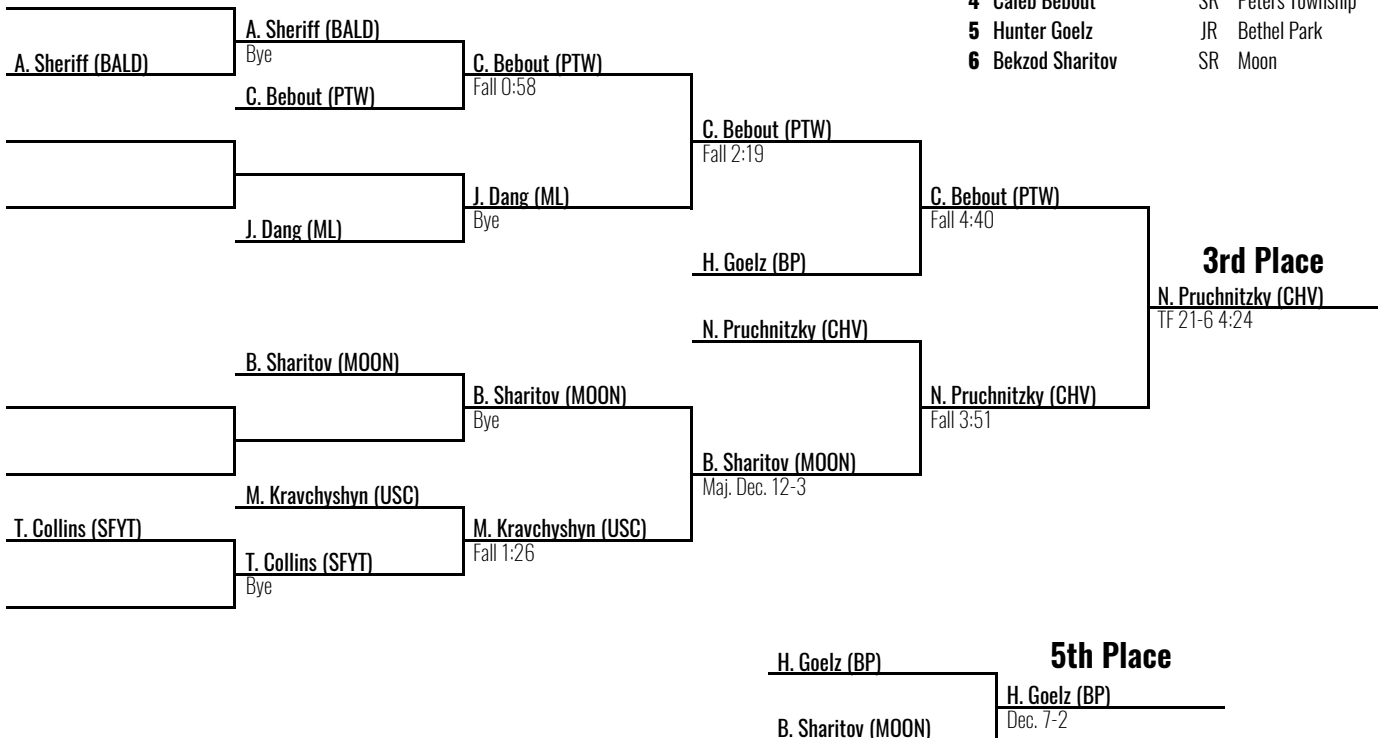 4 Caleb Bebout SR Peters Township
5 Hunter Goelz JR Bethel Park
6 Bekzod Sharitov SR Moon
A. Sheriff (BALD)
A. Sheriff (BALD)
Bye
C. Bebout (PTW)
C. Bebout (PTW)
Fall 0:58
J. Dang (ML)
J. Dang (ML)
Bye
C. Bebout (PTW)
Fall 2:19
H. Goelz (BP)
C. Bebout (PTW)
Fall 4:40
3rd Place
N. Pruchnitzky (CHV)
TF 21-6 4:24
N. Pruchnitzky (CHV)
N. Pruchnitzky (CHV)
Fall 3:51
B. Sharitov (MOON)
B. Sharitov (MOON)
Bye
B. Sharitov (MOON)
Maj. Dec. 12-3
M. Kravchyshyn (USC)
M. Kravchyshyn (USC)
Fall 1:26
T. Collins (SFYT)
T. Collins (SFYT)
Bye
5th Place
H. Goelz (BP)
H. Goelz (BP)
Dec. 7-2
B. Sharitov (MOON)